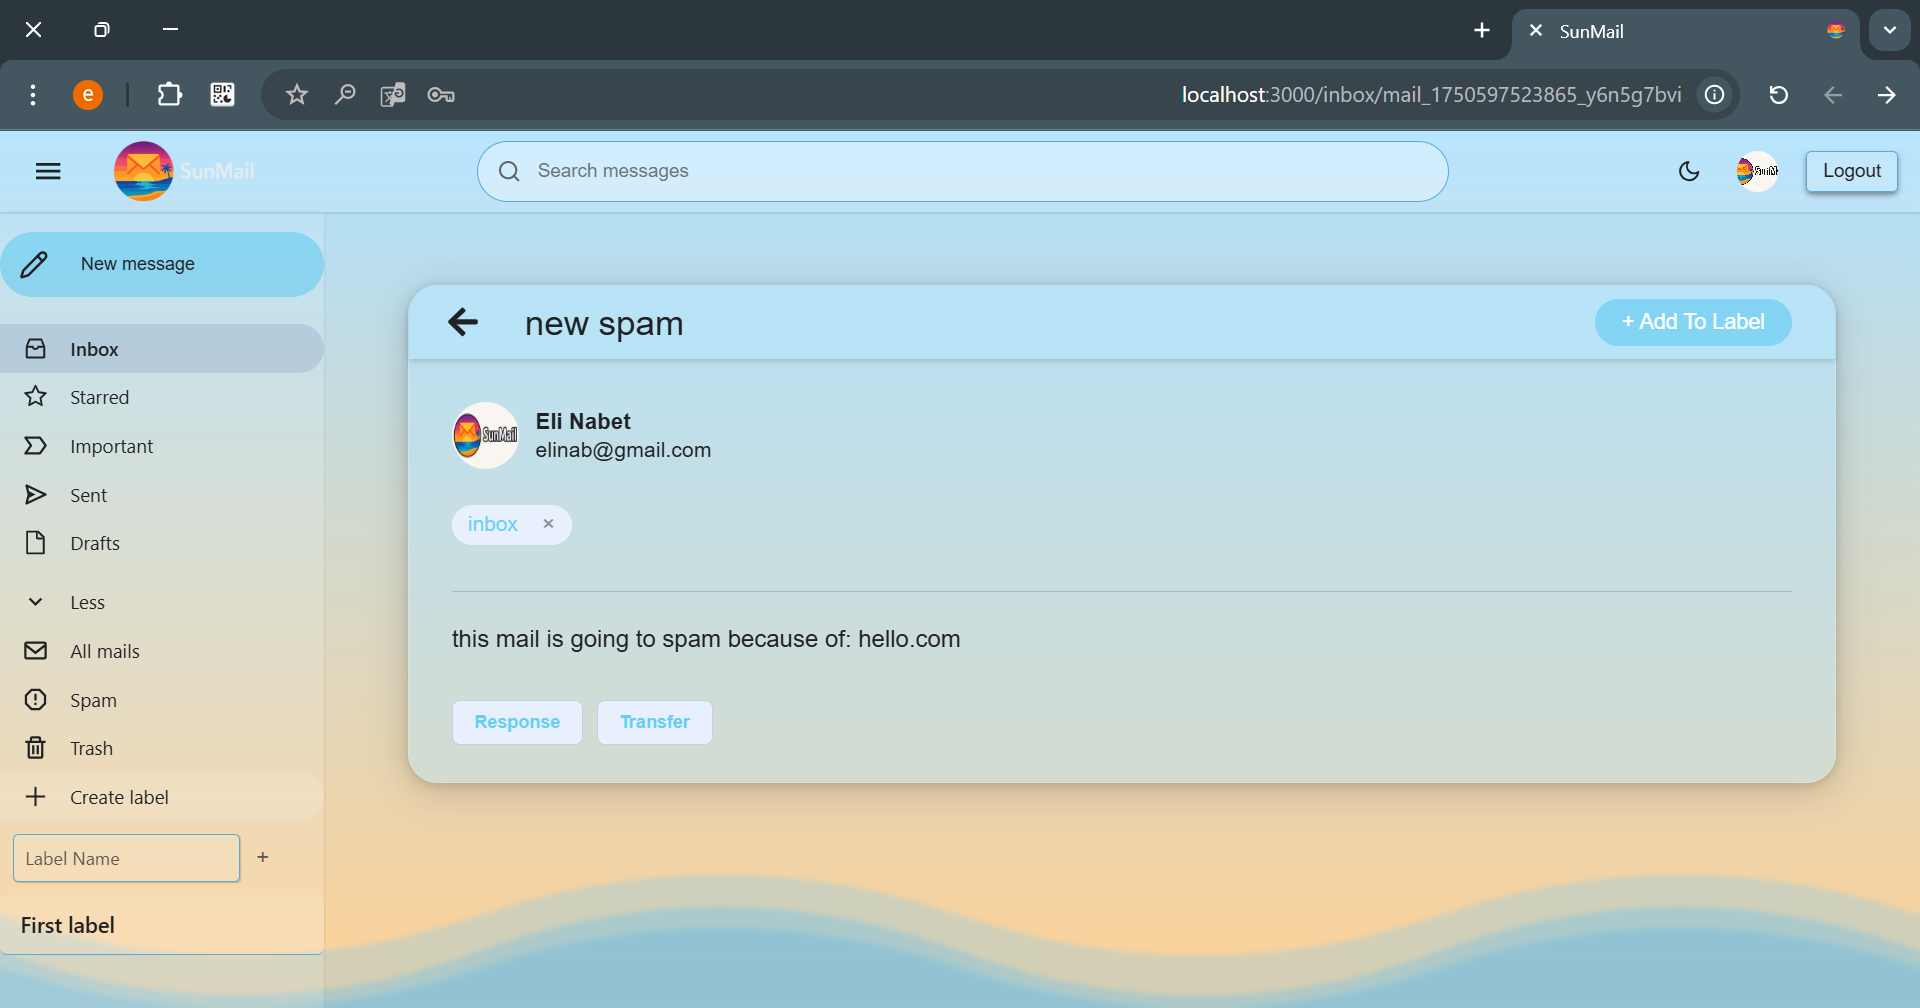 SunMail
e
localhost:3000/inbox/mail_1750597523865_y6n5g7bvi
SunMail
Search messages
Logout
New message
Inbox
Starred
Important
Sent
Drafts
Less
All mails
Spam
Trash
Create label
Label Name
+
First label
new spam
+ Add To Label
SunMail
Eli Nabet
elinab@gmail.com
inbox ×
this mail is going to spam because of: hello.com
Response
Transfer